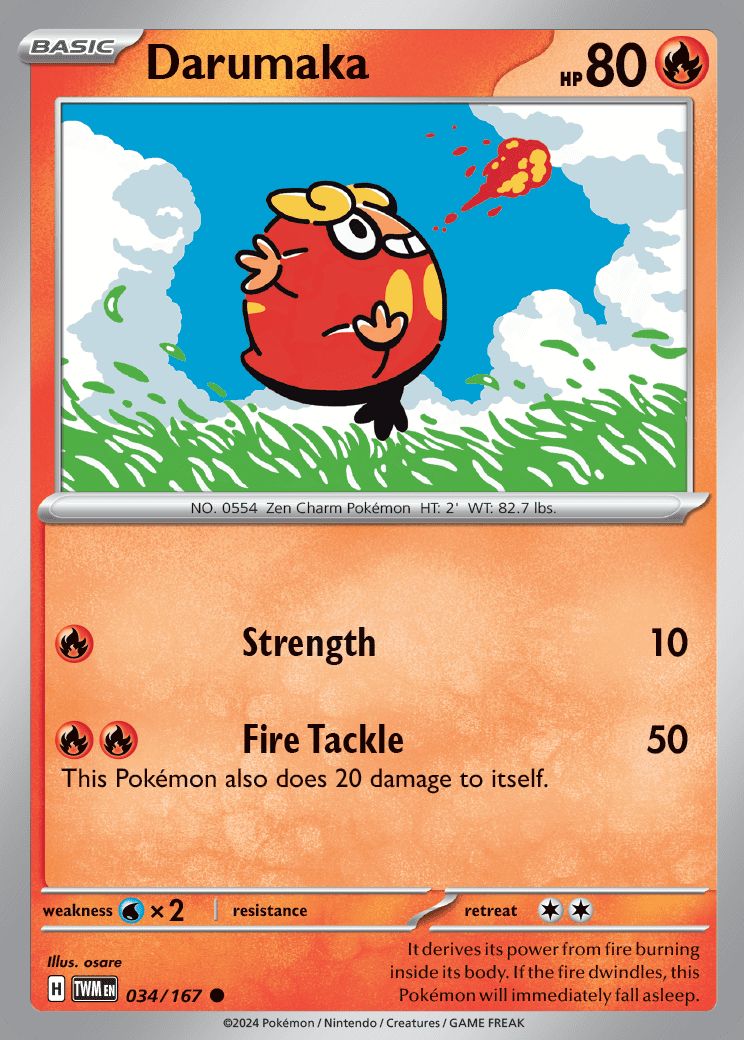 BASIC Darumaka HP 80
NO. 0554 Zen Charm Pokémon HT: 2' WT: 82.7 lbs.
Strength 10
Fire Tackle 50
This Pokémon also does 20 damage to itself.
weakness ×2 resistance retreat
Illus. osare
H TWM EN 034/167
It derives its power from fire burning
inside its body. If the fire dwindles, this
Pokémon will immediately fall asleep.
©2024 Pokémon / Nintendo / Creatures / GAME FREAK